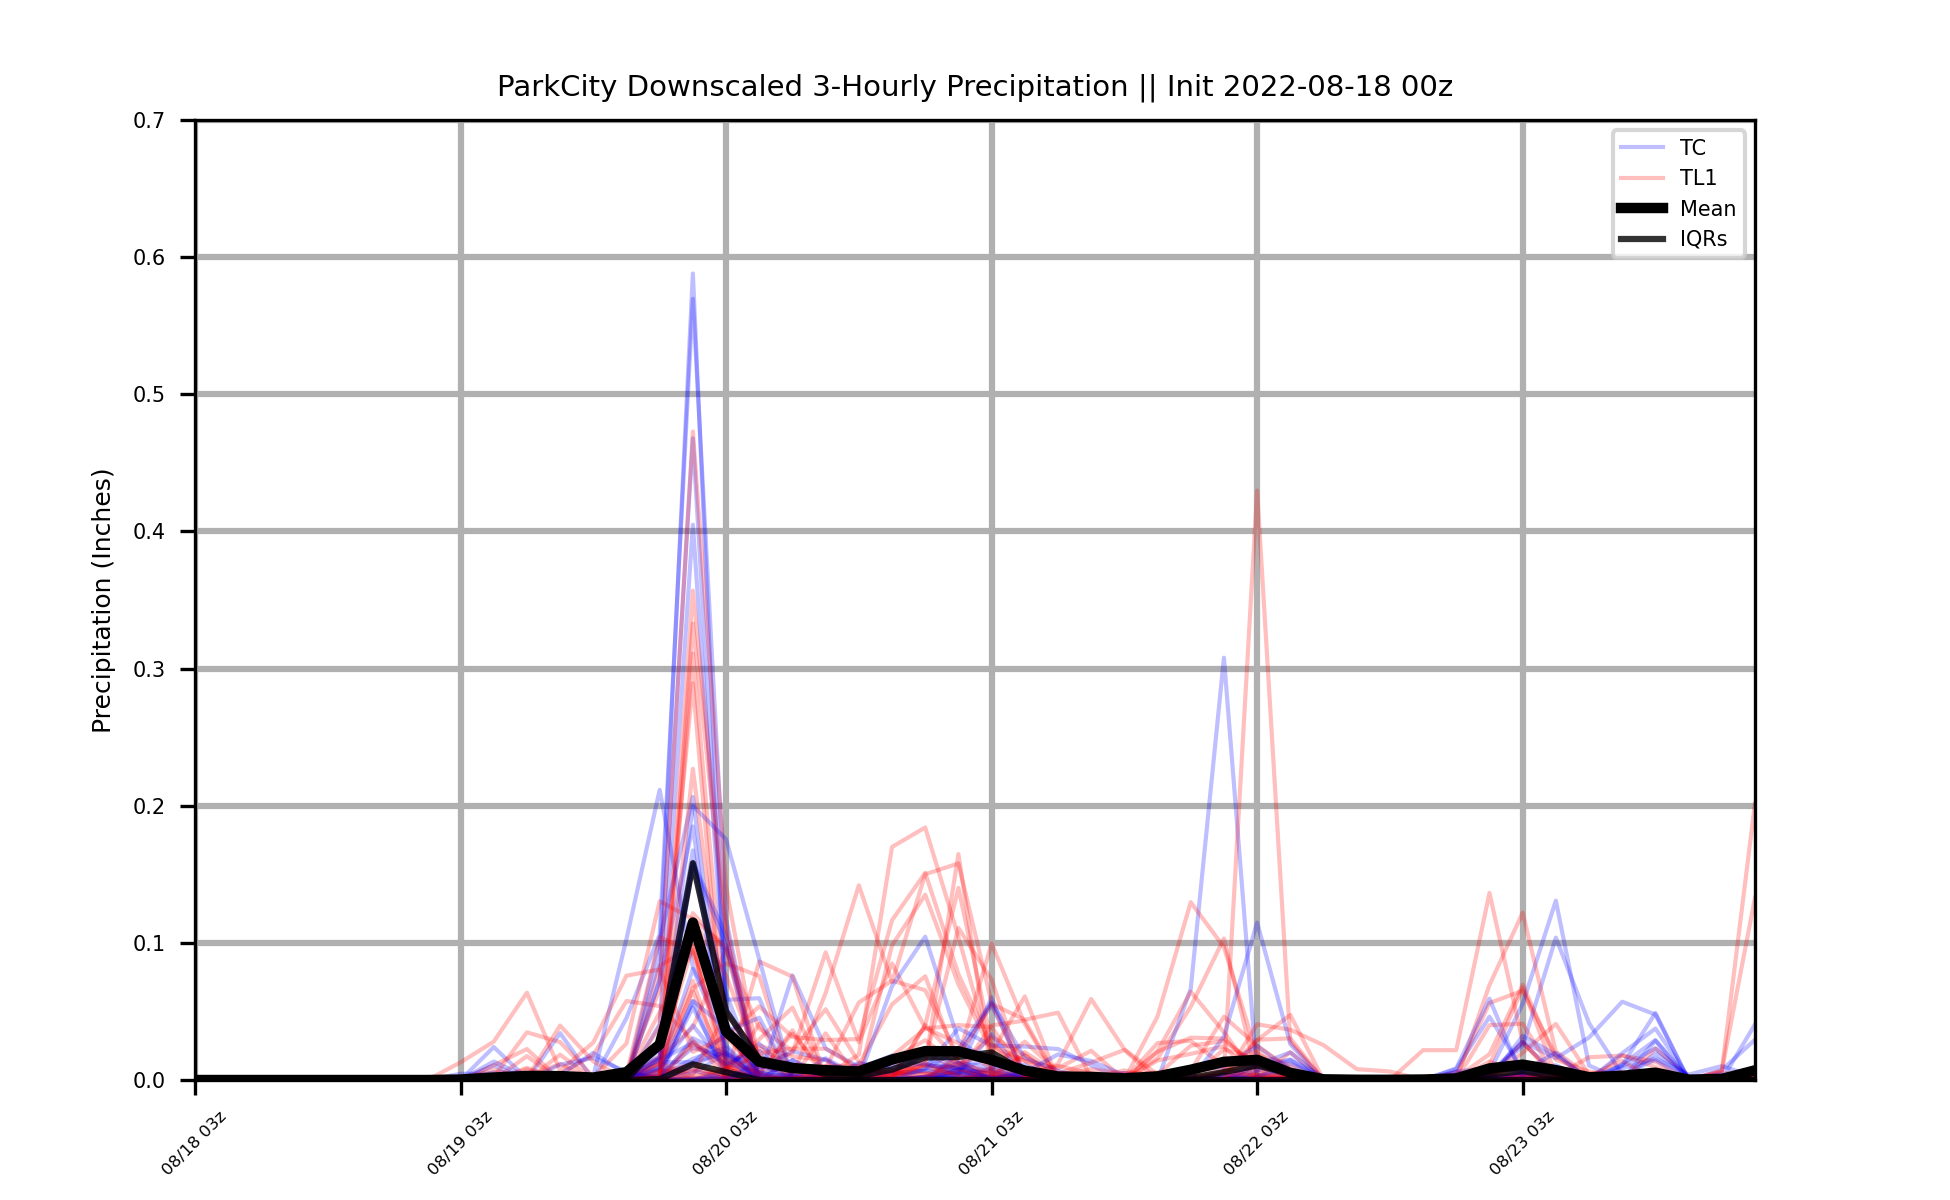 ParkCity Downscaled 3-Hourly Precipitation || Init 2022-08-18 00z
TC
TL1
Mean
IQRs
Precipitation (Inches)
0.7
0.6
0.5
0.4
0.3
0.2
0.1
0.0
08/18 03z
08/19 03z
08/20 03z
08/21 03z
08/22 03z
08/23 03z